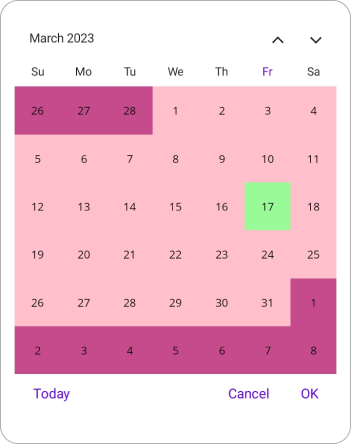 March 2023
Su Mo Tu We Th Fr Sa
26 27 28 1 2 3 4
5 6 7 8 9 10 11
12 13 14 15 16 17 18
19 20 21 22 23 24 25
26 27 28 29 30 31 1
2 3 4 5 6 7 8
Today Cancel OK